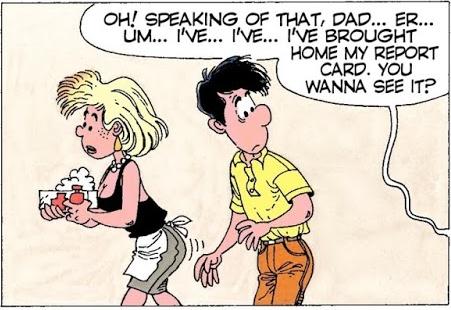 OH! SPEAKING OF THAT, DAD... ER...
UM... I'VE... I'VE... I'VE BROUGHT
HOME MY REPORT
CARD. YOU
WANNA SEE IT?